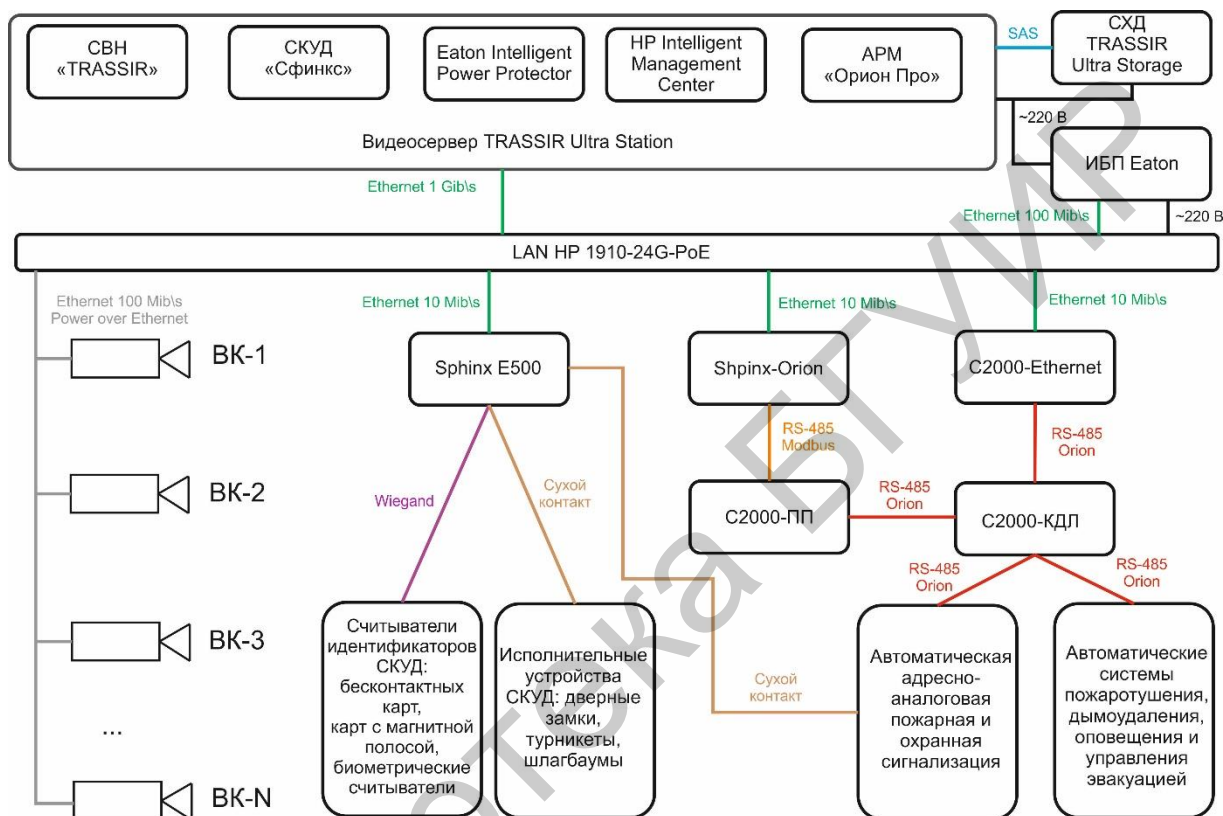 СВН
«TRASSIR»
СКУД
«Сфинкс»
Eaton Intelligent
Power Protector
HP Intelligent
Management
Center
АРМ
«Орион Про»
Видеосервер TRASSIR Ultra Station
SAS
СХД
TRASSIR
Ultra Storage
~220 В
ИБП Eaton
Ethernet 1 Gib\s
Ethernet 100 Mib\s
~220 В
LAN HP 1910-24G-PoE
Ethernet 100 Mib\s
Power over Ethernet
Ethernet 10 Mib\s
Ethernet 10 Mib\s
Ethernet 10 Mib\s
ВК-1
ВК-2
ВК-3
...
ВК-N
Sphinx E500
Shpinx-Orion
С2000-Ethernet
RS-485
Modbus
RS-485
Orion
Wiegand
Сухой
контакт
С2000-ПП
RS-485
Orion
С2000-КДЛ
RS-485
Orion
RS-485
Orion
Считыватели
идентификаторов
СКУД:
бесконтактных
карт,
карт с магнитной
полосой,
биометрические
считыватели
Исполнительные
устройства
СКУД: дверные
замки,
турникеты,
шлагбаумы
Сухой
контакт
Автоматическая
адресно-
аналоговая
пожарная и
охранная
сигнализация
Автоматические
системы
пожаротушения,
дымоудаления,
оповещения и
управления
эвакуацией
отека БГУИР